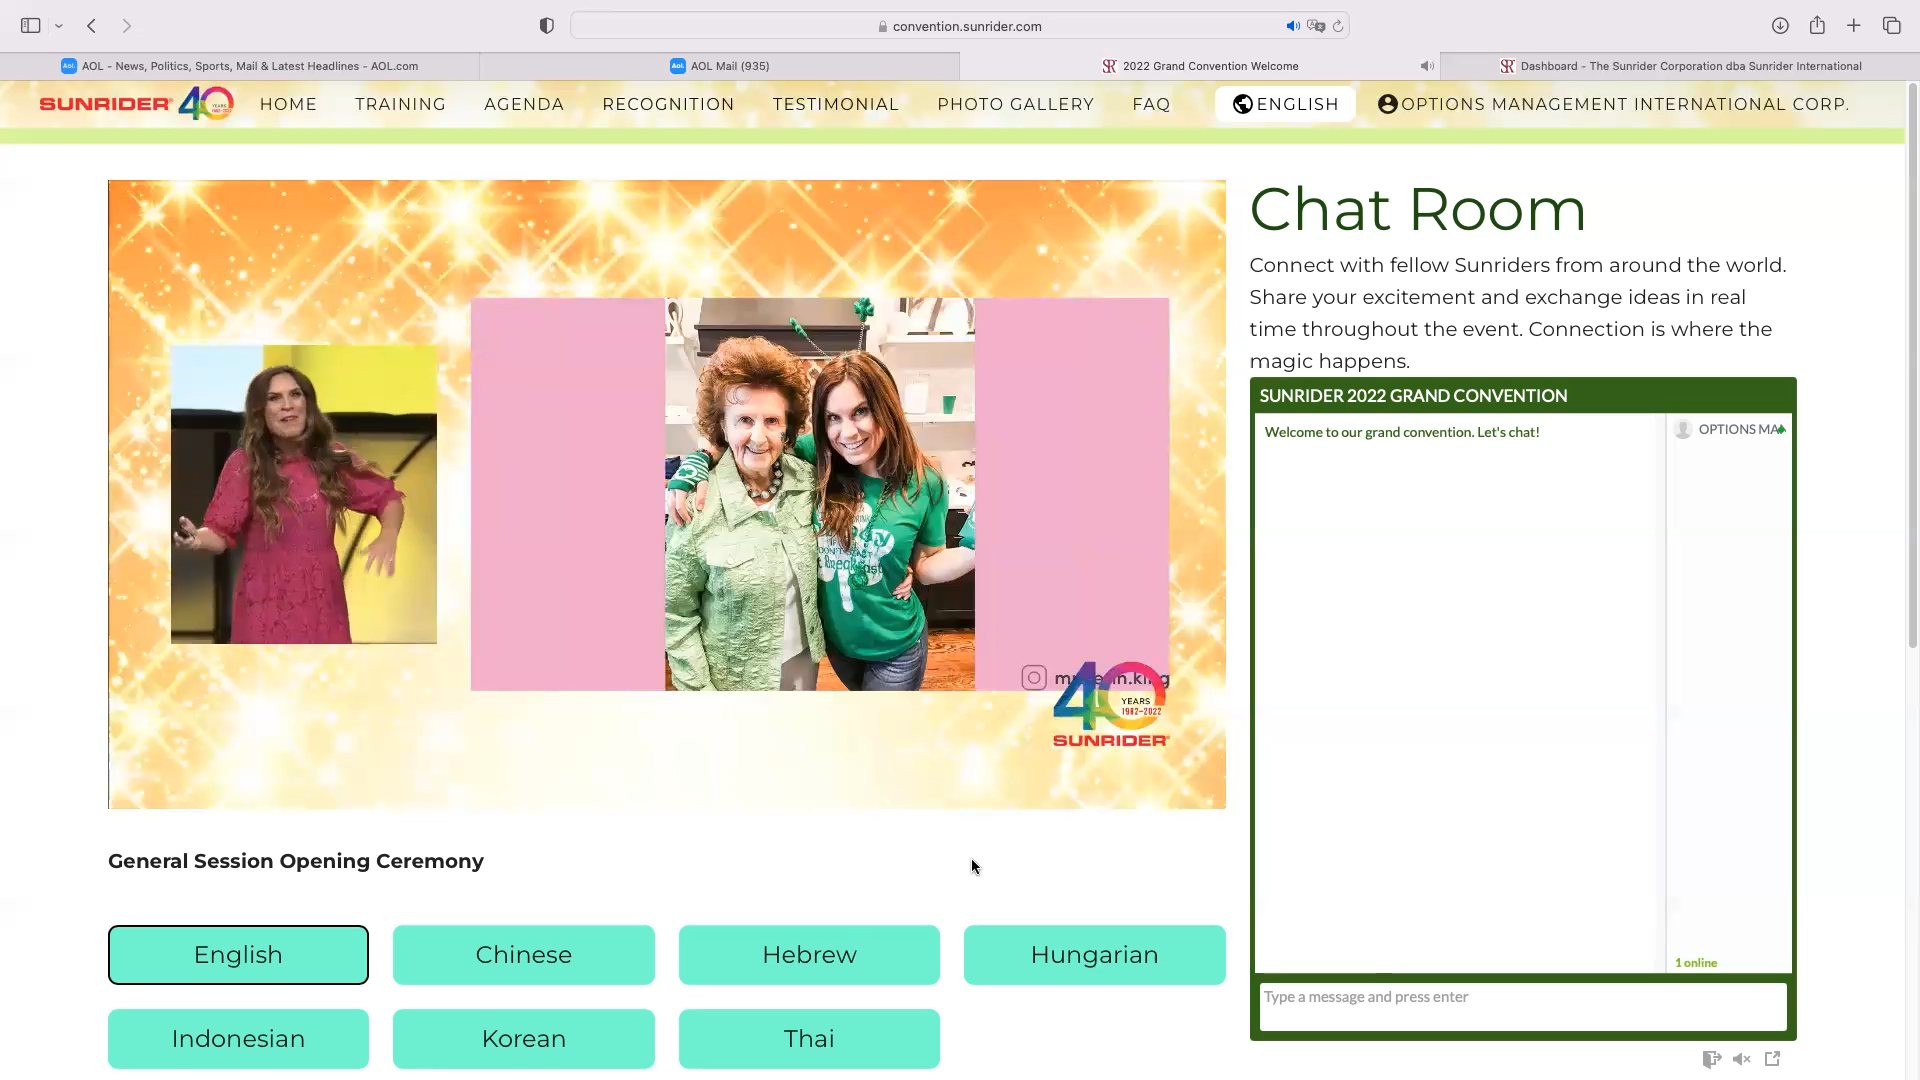 convention.sunrider.com
AOL - News, Politics, Sports, Mail & Latest Headlines - AOL.com
AOL Mail (935)
2022 Grand Convention Welcome
Dashboard - The Sunrider Corporation dba Sunrider International
SUNRIDER 40 YEARS
HOME
TRAINING
AGENDA
RECOGNITION
TESTIMONIAL
PHOTO GALLERY
FAQ
ENGLISH
OPTIONS MANAGEMENT INTERNATIONAL CORP.
40
YEARS
1982-2022
SUNRIDER
Chat Room
Connect with fellow Sunriders from around the world.
Share your excitement and exchange ideas in real
time throughout the event. Connection is where the
magic happens.
SUNRIDER 2022 GRAND CONVENTION
Welcome to our grand convention. Let's chat!
OPTIONS MA
1 online
Type a message and press enter
General Session Opening Ceremony
English
Chinese
Hebrew
Hungarian
Indonesian
Korean
Thai